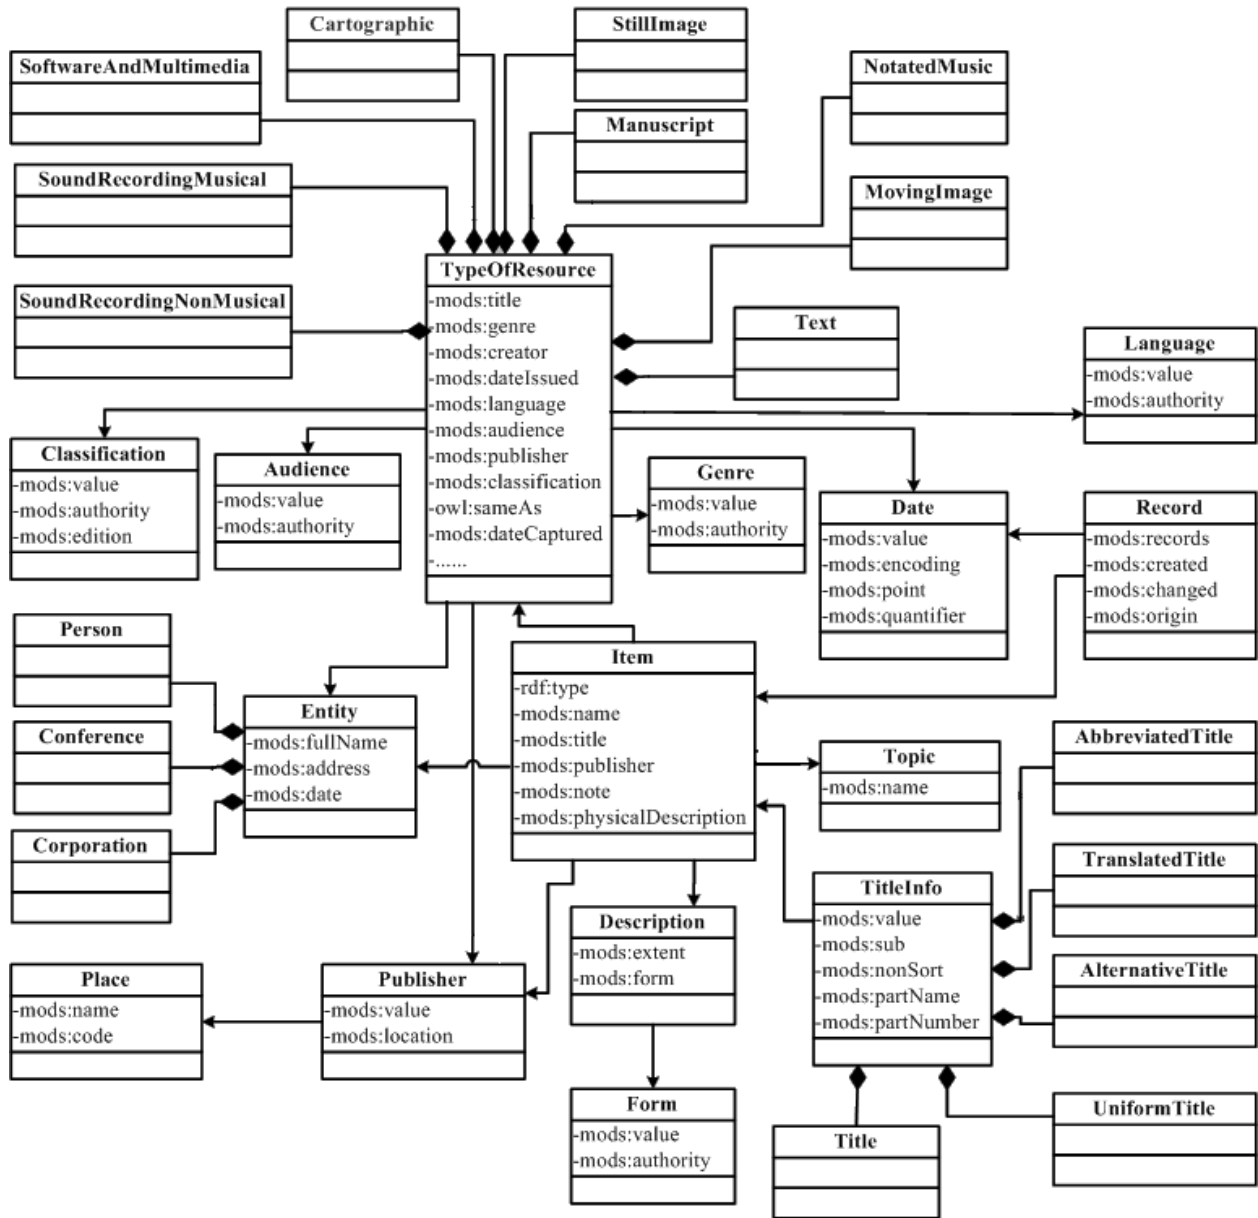 Cartographic
StillImage
SoftwareAndMultimedia
NotatedMusic
Manuscript
SoundRecordingMusical
MovingImage
TypeOfResource
-mods:title
-mods:genre
-mods:creator
-mods:dateIssued
-mods:language
-mods:audience
-mods:publisher
-mods:classification
-owl:sameAs
-mods:dateCaptured
-......
SoundRecordingNonMusical
Text
Language
-mods:value
-mods:authority
Classification
-mods:value
-mods:authority
-mods:edition
Audience
-mods:value
-mods:authority
Genre
-mods:value
-mods:authority
Date
-mods:value
-mods:encoding
-mods:point
-mods:quantifier
Record
-mods:records
-mods:created
-mods:changed
-mods:origin
Person
Conference
Corporation
Entity
-mods:fullName
-mods:address
-mods:date
Item
-rdf:type
-mods:name
-mods:title
-mods:publisher
-mods:note
-mods:physicalDescription
Topic
-mods:name
AbbreviatedTitle
TranslatedTitle
AlternativeTitle
UniformTitle
TitleInfo
-mods:value
-mods:sub
-mods:nonSort
-mods:partName
-mods:partNumber
Description
-mods:extent
-mods:form
Place
-mods:name
-mods:code
Publisher
-mods:value
-mods:location
Form
-mods:value
-mods:authority
Title